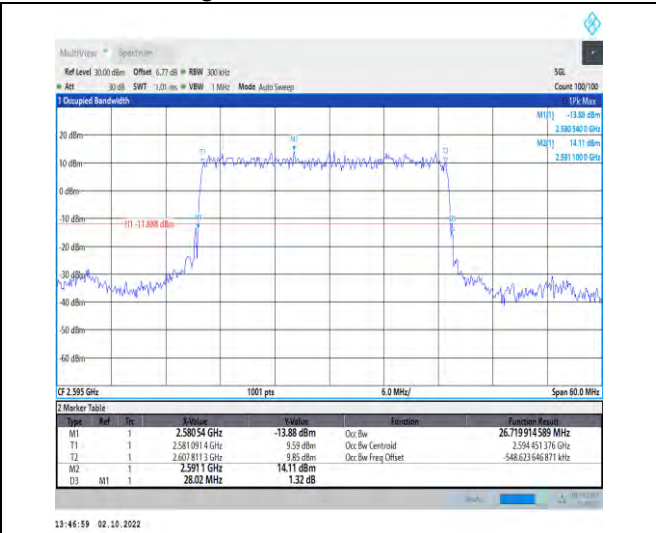 MultiView Spectrum
Ref Level 30.00 dBm Offset 6.77 dB RBW 300 kHz SGL
Att 30 dB SWT 1.01 ms VBW 1 MHz Mode Auto Sweep Count 100/100
1 Occupied Bandwidth 1Pk Max
M1[1] -13.88 dBm
2.580 540 0 GHz
M2[1] 14.11 dBm
2.591 100 0 GHz
20 dBm
M2
T1
T2
10 dBm
0 dBm
-10 dBm
H1 -11.888 dBm
M1
-20 dBm
-30 dBm
-40 dBm
-50 dBm
-60 dBm
CF 2.595 GHz 1001 pts 6.0 MHz/ Span 60.0 MHz
2 Marker Table
Type Ref Trc X-Value Y-Value Function Function Result
M1 1 2.580 54 GHz -13.88 dBm Occ Bw 26.719 914 589 MHz
T1 1 2.581 091 4 GHz 9.59 dBm Occ Bw Centroid 2.594 451 376 GHz
T2 1 2.607 811 3 GHz 9.85 dBm Occ Bw Freq Offset -548.623 646 871 kHz
M2 1 2.591 1 GHz 14.11 dBm
D3 M1 1 28.02 MHz 1.32 dB
13:46:59 02.10.2022